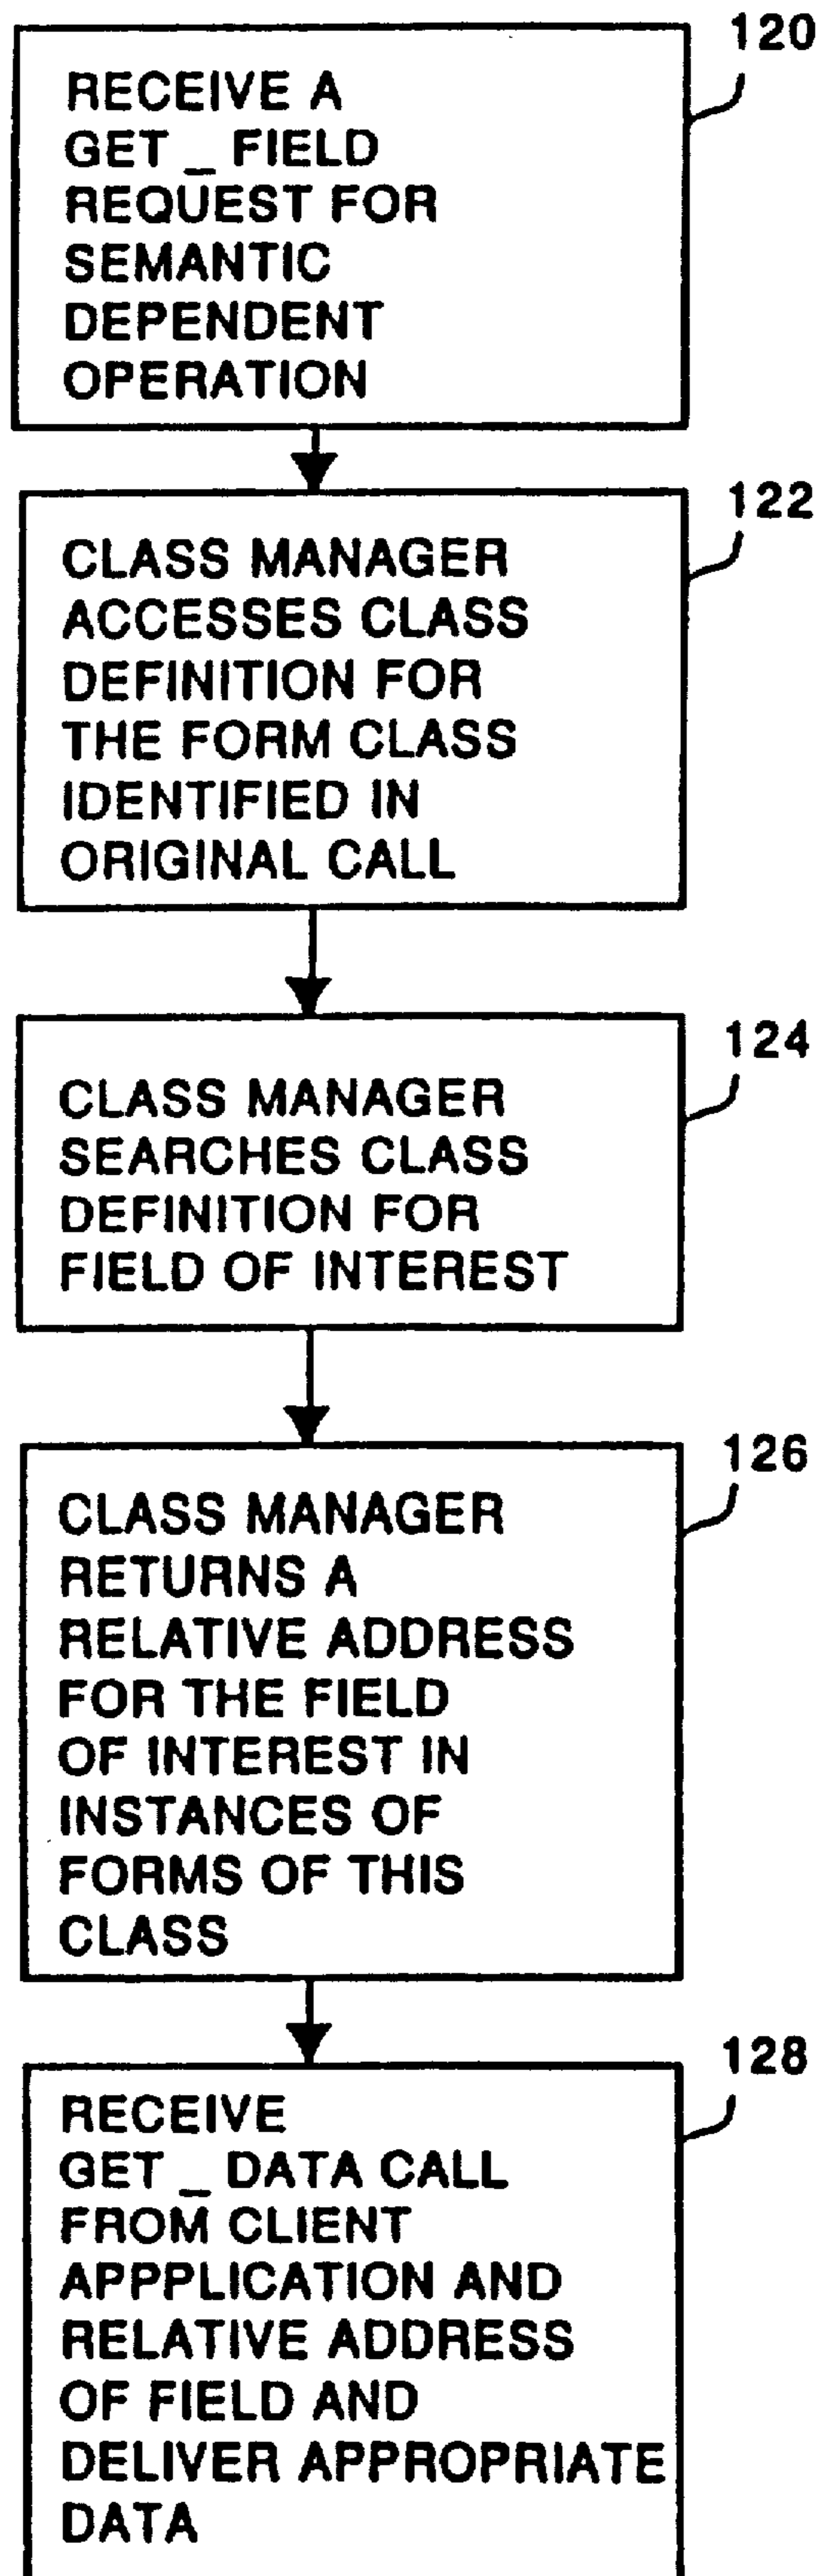 120
RECEIVE A
GET _ FIELD
REQUEST FOR
SEMANTIC
DEPENDENT
OPERATION
122
CLASS MANAGER
ACCESSES CLASS
DEFINITION FOR
THE FORM CLASS
IDENTIFIED IN
ORIGINAL CALL
124
CLASS MANAGER
SEARCHES CLASS
DEFINITION FOR
FIELD OF INTEREST
126
CLASS MANAGER
RETURNS A
RELATIVE ADDRESS
FOR THE FIELD
OF INTEREST IN
INSTANCES OF
FORMS OF THIS
CLASS
128
RECEIVE
GET _ DATA CALL
FROM CLIENT
APPPLICATION AND
RELATIVE ADDRESS
OF FIELD AND
DELIVER APPROPRIATE
DATA